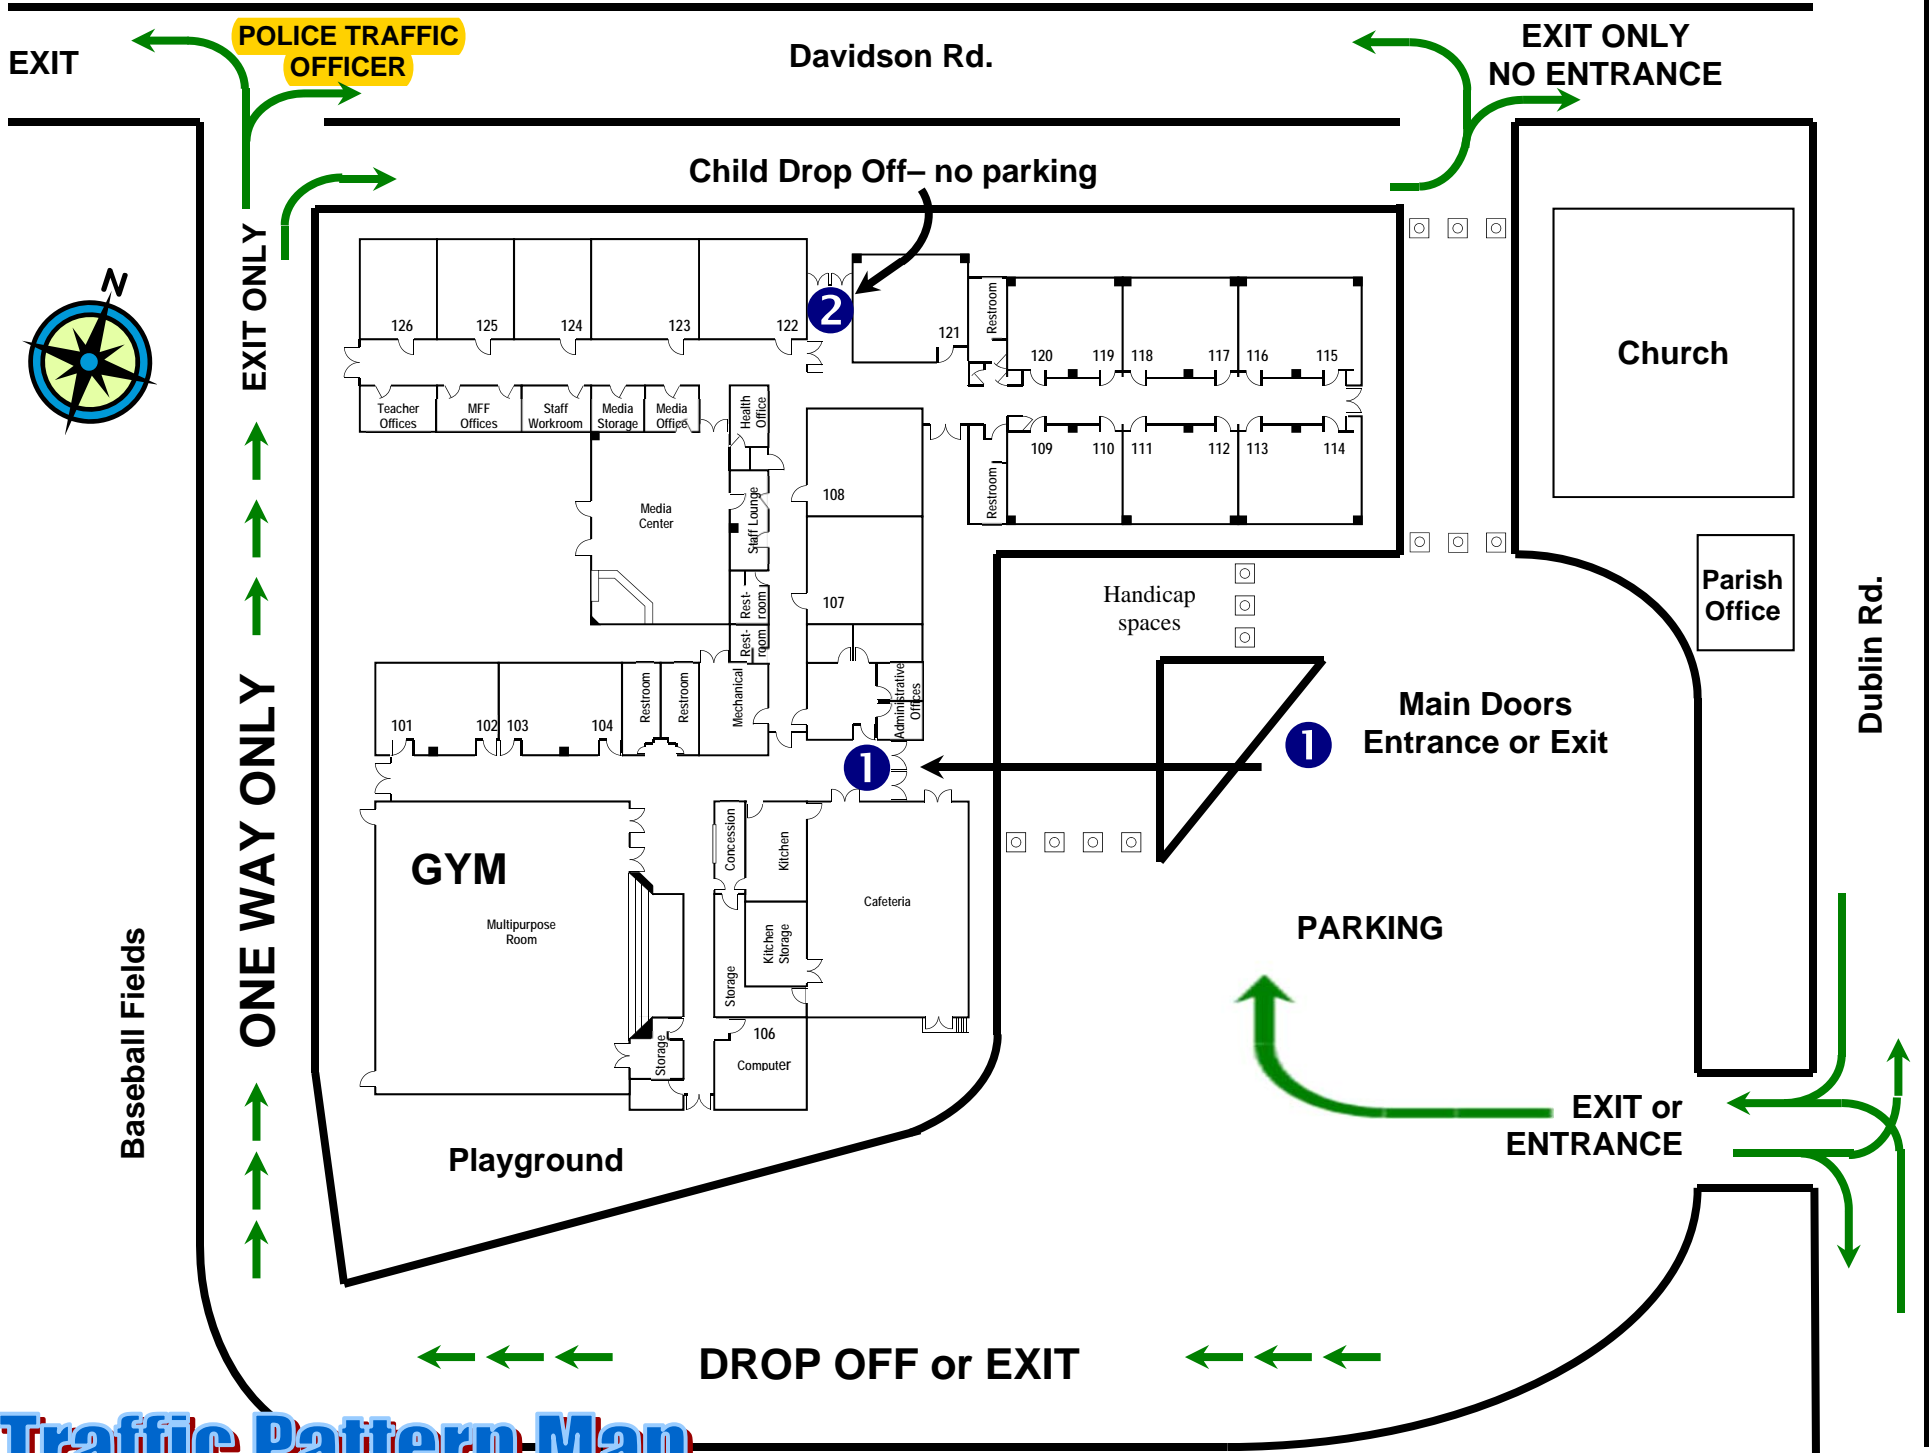 POLICE TRAFFIC
OFFICER
EXIT
Davidson Rd.
EXIT ONLY
NO ENTRANCE
Child Drop Off– no parking
EXIT ONLY
N
126
125
124
123
122
2
121
Restroom
120
119
118
117
116
115
Church
Teacher
Offices
MFF
Offices
Staff
Workroom
Media
Storage
Media
Office
Health
Office
109
110
111
112
113
114
Restroom
108
Media
Center
Staff Lounge
107
Rest-
room
Rest-
room
Handicap
spaces
Parish
Office
Dublin Rd.
101
102
103
104
Restroom
Restroom
Mechanical
Administrative
Offices
1
1
Main Doors
Entrance or Exit
ONE WAY ONLY
GYM
Multipurpose
Room
Concession
Kitchen
Cafeteria
Kitchen
Storage
Storage
PARKING
Baseball Fields
Storage
106
Computer
EXIT or
ENTRANCE
Playground
DROP OFF or EXIT
Traffic Pattern Map